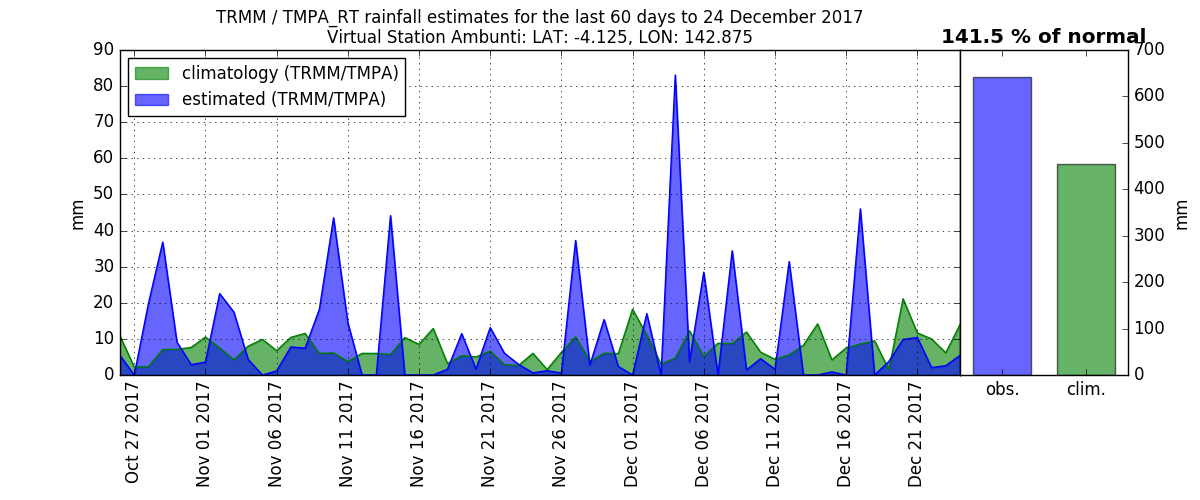 TRMM / TMPA_RT rainfall estimates for the last 60 days to 24 December 2017
Virtual Station Ambunti: LAT: -4.125, LON: 142.875
141.5 % of normal
climatology (TRMM/TMPA)
estimated (TRMM/TMPA)
mm
90
80
70
60
50
40
30
20
10
0
Oct 27 2017
Nov 01 2017
Nov 06 2017
Nov 11 2017
Nov 16 2017
Nov 21 2017
Nov 26 2017
Dec 01 2017
Dec 06 2017
Dec 11 2017
Dec 16 2017
Dec 21 2017
obs.
clim.
700
600
500
400
300
200
100
0
mm